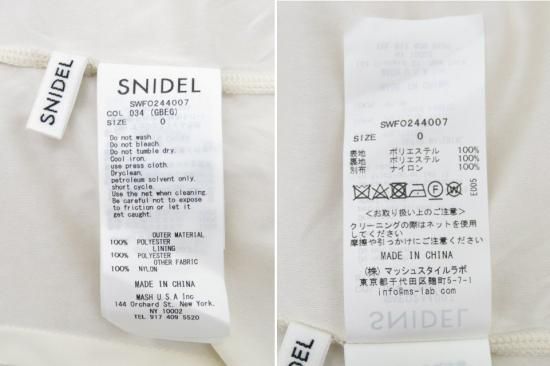 SNIDEL
SNIDEL
SWFO244007
COL 034 (GBEG)
SIZE 0
Do not wash.
Do not bleach.
Do not tumble dry.
Cool iron,
use press cloth.
Dryclean,
petroleum solvent only.
short cycle.
Use the net when cleaning.
Be careful not to expose
to friction or let it
get caught.
OUTER MATERIAL
100% POLYESTER
LINING
100% POLYESTER
OTHER FABRIC
100% NYLON
MADE IN CHINA
MASH U.S.A Inc
144 Orchard St. New York.
NY 10002
TEL 917 409 5520
SWFO244007
SIZE 0
表地 ポリエステル 100%
裏地 ポリエステル 100%
別布 ナイロン 100%
E005
<お取り扱い上のご注意>
クリーニングの際はネットを使用
してください
摩擦や引っかけにご注意ください
MADE IN CHINA
(株) マッシュスタイルラボ
東京都千代田区麹町5-7-1
info@ms-lab.com
SNIDEL